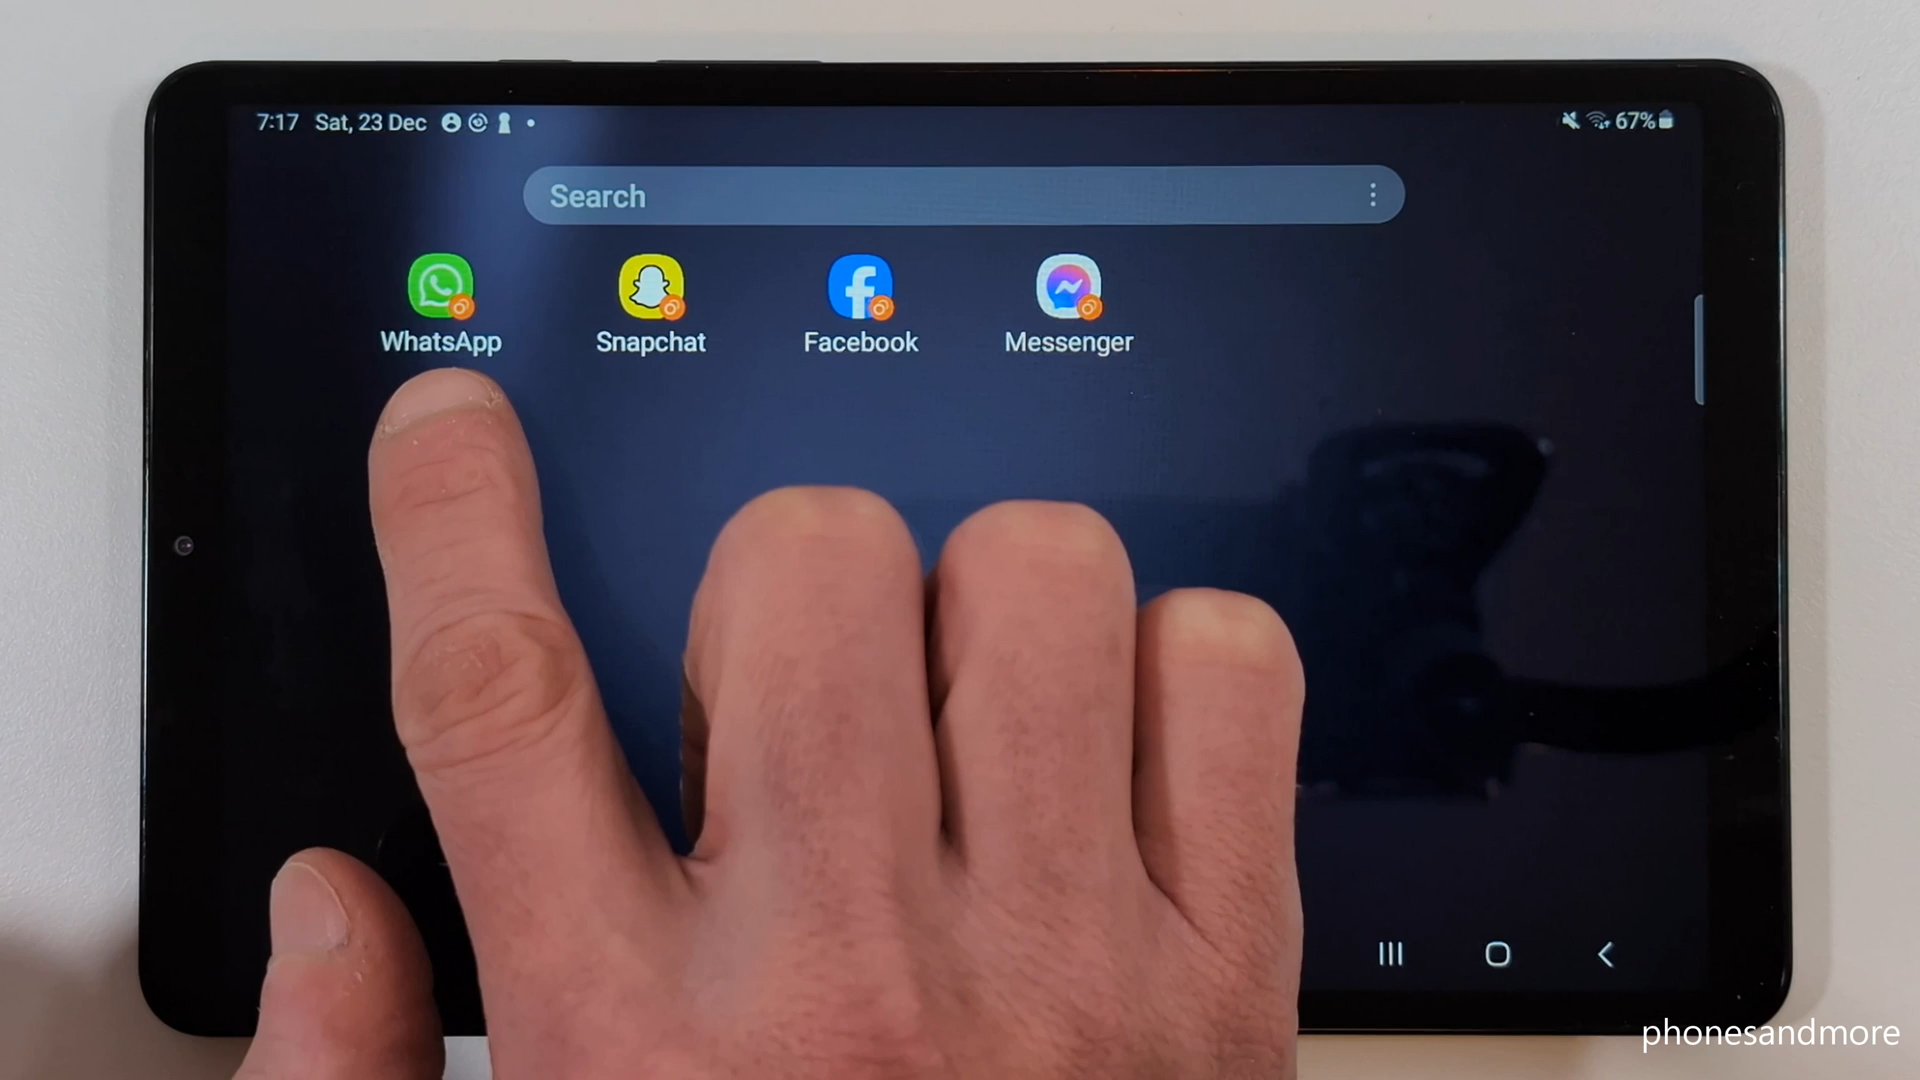 7:17 Sat, 23 Dec
67%
Search
WhatsApp Snapchat Facebook Messenger
phonesandmore